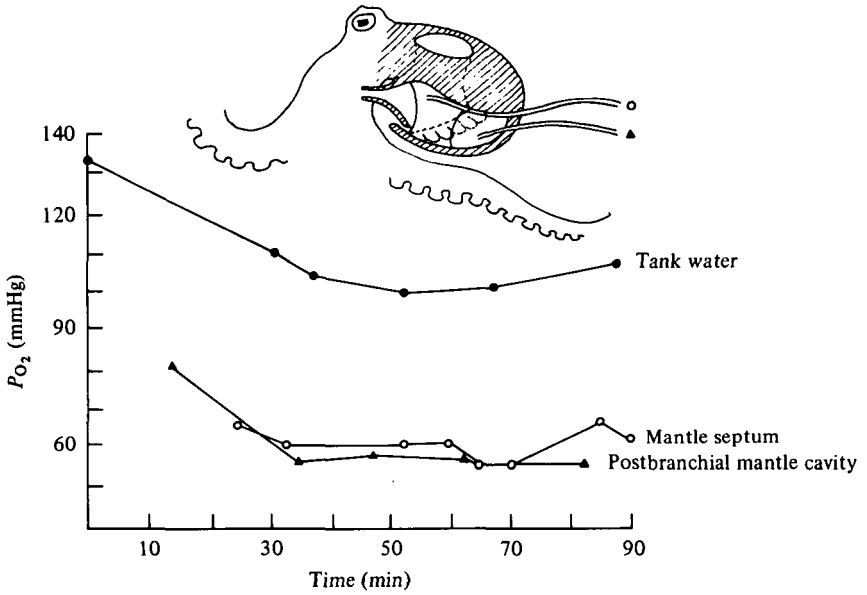 140
120
90
60
P_O2 (mmHg)
Tank water
Mantle septum
Postbranchial mantle cavity
10 30 50 70 90
Time (min)